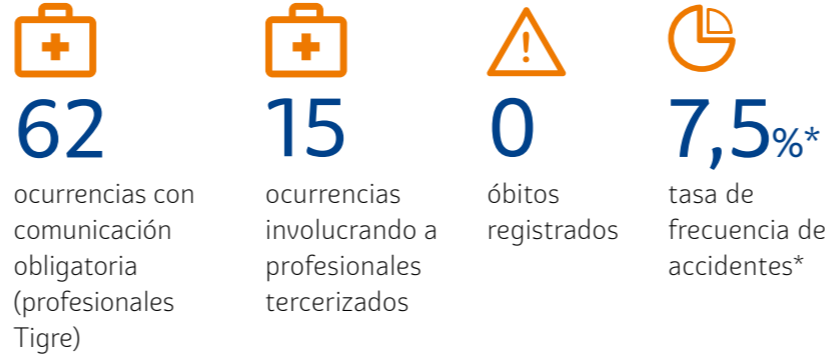 62
ocurrencias con
comunicación
obligatoria
(profesionales
Tigre)
15
ocurrencias
involucrando a
profesionales
tercerizados
0
óbitos
registrados
7,5%*
tasa de
frecuencia de
accidentes*